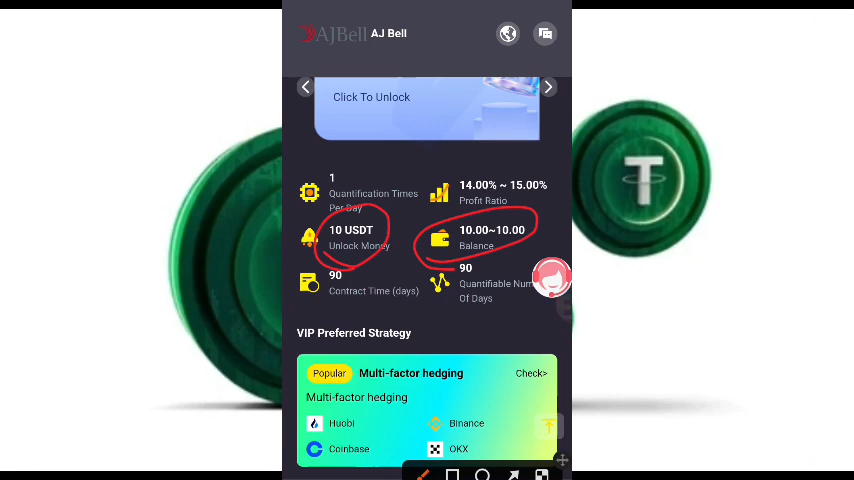 AJBell AJ Bell
Click To Unlock
1
Quantification Times
Per Day
14.00% ~ 15.00%
Profit Ratio
10 USDT
Unlock Money
10.00~10.00
Balance
90
Contract Time (days)
90
Quantifiable Num
Of Days
VIP Preferred Strategy
Popular Multi-factor hedging Check>
Multi-factor hedging
Huobi Binance
Coinbase OKX